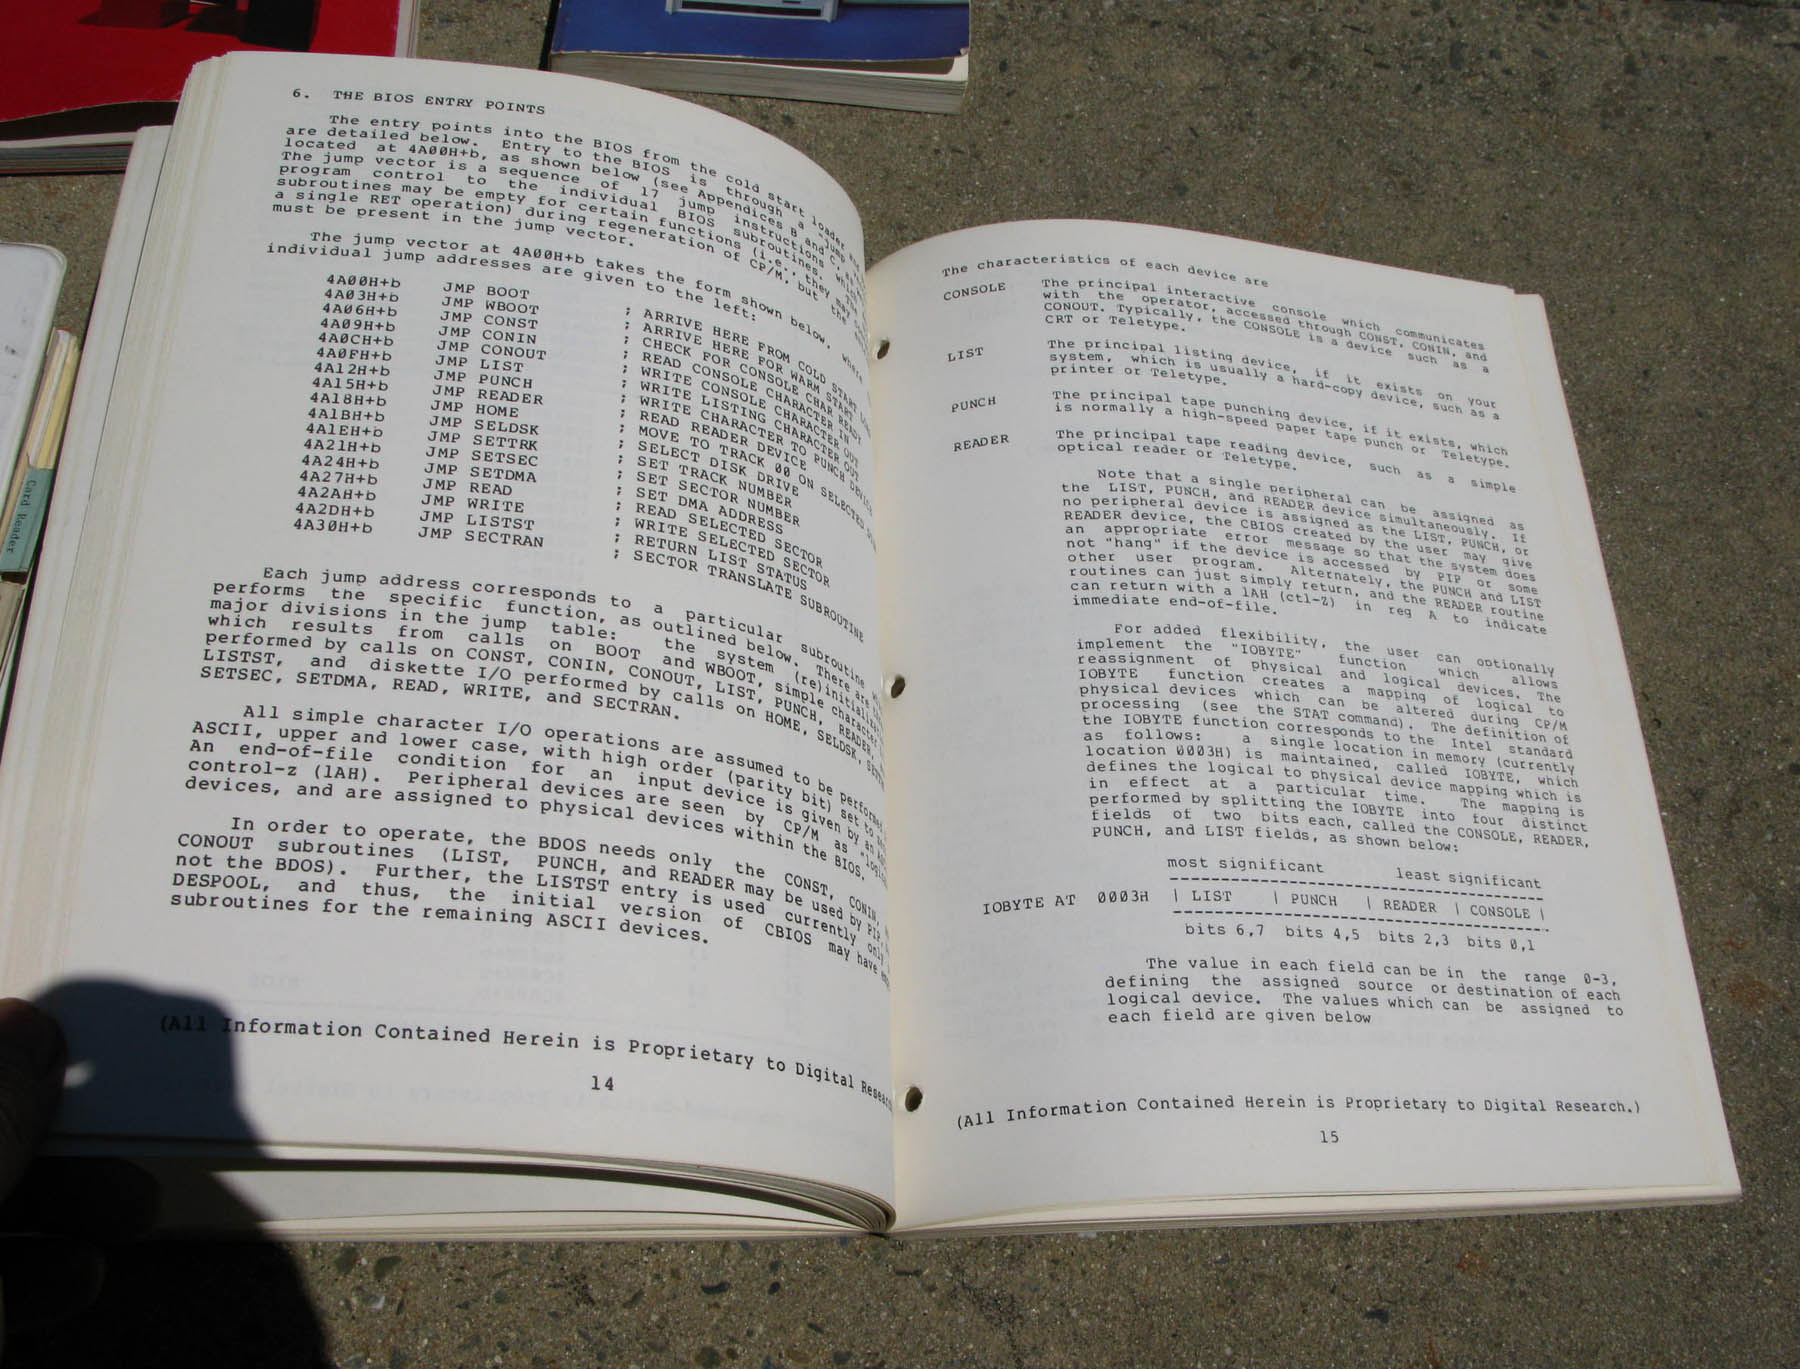 6.  THE BIOS ENTRY POINTS
The entry points into the BIOS from the cold start loader
are detailed below.  Entry to the BIOS is through a "jump
located at 4A00H+b, as shown below (see Appendices B and C,
The jump vector is a sequence of 17 jump instructions which
program control to the individual BIOS subroutines.
subroutines may be empty for certain functions (i.e., they may
a single RET operation) during regeneration of CP/M, but the
must be present in the jump vector.
The jump vector at 4A00H+b takes the form shown below, where
individual jump addresses are given to the left:
4A00H+b JMP BOOT ; ARRIVE HERE FROM COLD START
4A03H+b JMP WBOOT ; ARRIVE HERE FOR WARM START
4A06H+b JMP CONST ; CHECK FOR CONSOLE CHAR READY
4A09H+b JMP CONIN ; READ CONSOLE CHARACTER IN
4A0CH+b JMP CONOUT ; WRITE CONSOLE CHARACTER OUT
4A0FH+b JMP LIST ; WRITE LISTING CHARACTER OUT
4A12H+b JMP PUNCH ; WRITE CHARACTER TO PUNCH DEVICE
4A15H+b JMP READER ; READ READER DEVICE
4A18H+b JMP HOME ; MOVE TO TRACK 00 ON SELECTED
4A1BH+b JMP SELDSK ; SELECT DISK DRIVE
4A1EH+b JMP SETTRK ; SET TRACK NUMBER
4A21H+b JMP SETSEC ; SET SECTOR NUMBER
4A24H+b JMP SETDMA ; SET DMA ADDRESS
4A27H+b JMP READ ; READ SELECTED SECTOR
4A2AH+b JMP WRITE ; WRITE SELECTED SECTOR
4A2DH+b JMP LISTST ; RETURN LIST STATUS
4A30H+b JMP SECTRAN ; SECTOR TRANSLATE SUBROUTINE
Each jump address corresponds to a particular subroutine
performs the specific function, as outlined below.  There are
major divisions in the jump table:  the system (re)initialization
which results from calls on BOOT and WBOOT, simple character
performed by calls on CONST, CONIN, CONOUT, LIST, PUNCH, READER,
LISTST, and diskette I/O performed by calls on HOME, SELDSK,
SETSEC, SETDMA, READ, WRITE, and SECTRAN.
All simple character I/O operations are assumed to be performed
ASCII, upper and lower case, with high order (parity bit) set to
An end-of-file condition for an input device is given by an
control-z (1AH).  Peripheral devices are seen by CP/M as
devices, and are assigned to physical devices within the BIOS.
In order to operate, the BDOS needs only the CONST, CONIN,
CONOUT subroutines (LIST, PUNCH, and READER may be used by PIP,
not the BDOS).  Further, the LISTST entry is used currently only
DESPOOL, and thus, the initial version of CBIOS may have
subroutines for the remaining ASCII devices.
(All Information Contained Herein is Proprietary to Digital Research
14
The characteristics of each device are
CONSOLE The principal interactive console which communicates
with the operator, accessed through CONST, CONIN, and
CONOUT. Typically, the CONSOLE is a device such as a
CRT or Teletype.
LIST The principal listing device, if it exists on your
system, which is usually a hard-copy device, such as a
printer or Teletype.
PUNCH The principal tape punching device, if it exists, which
is normally a high-speed paper tape punch or Teletype.
READER The principal tape reading device, such as a simple
optical reader or Teletype.
Note that a single peripheral can be assigned as
the LIST, PUNCH, and READER device simultaneously. If
no peripheral device is assigned as the LIST, PUNCH, or
READER device, the CBIOS created by the user may give
an appropriate error message so that the system does
not "hang" if the device is accessed by PIP or some
other user program.  Alternately, the PUNCH and LIST
routines can just simply return, and the READER routine
can return with a 1AH (ctl-Z) in reg A to indicate
immediate end-of-file.
For added flexibility, the user can optionally
implement the "IOBYTE" function which allows
reassignment of physical and logical devices. The
IOBYTE function creates a mapping of logical to
physical devices which can be altered during CP/M
processing (see the STAT command). The definition of
the IOBYTE function corresponds to the Intel standard
as follows:  a single location in memory (currently
location 0003H) is maintained, called IOBYTE, which
defines the logical to physical device mapping which is
in effect at a particular time.  The mapping is
performed by splitting the IOBYTE into four distinct
fields of two bits each, called the CONSOLE, READER,
PUNCH, and LIST fields, as shown below:
most significant least significant
IOBYTE AT 0003H | LIST | PUNCH | READER | CONSOLE |
bits 6,7 bits 4,5 bits 2,3 bits 0,1
The value in each field can be in the range 0-3,
defining the assigned source or destination of each
logical device.  The values which can be assigned to
each field are given below
(All Information Contained Herein is Proprietary to Digital Research.)
15
Card Reader